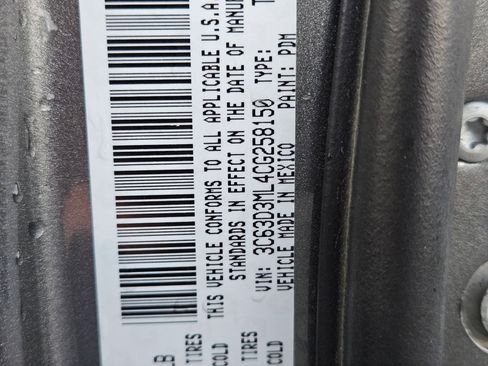 LB
TIRES
COLD THIS VEHICLE CONFORMS TO ALL APPLICABLE U.S.A
TIRES STANDARDS IN EFFECT ON THE DATE OF MANU
VIN: 3C63D3ML4CG258150 TYPE: T
COLD VEHICLE MADE IN MEXICO PAINT: PDM